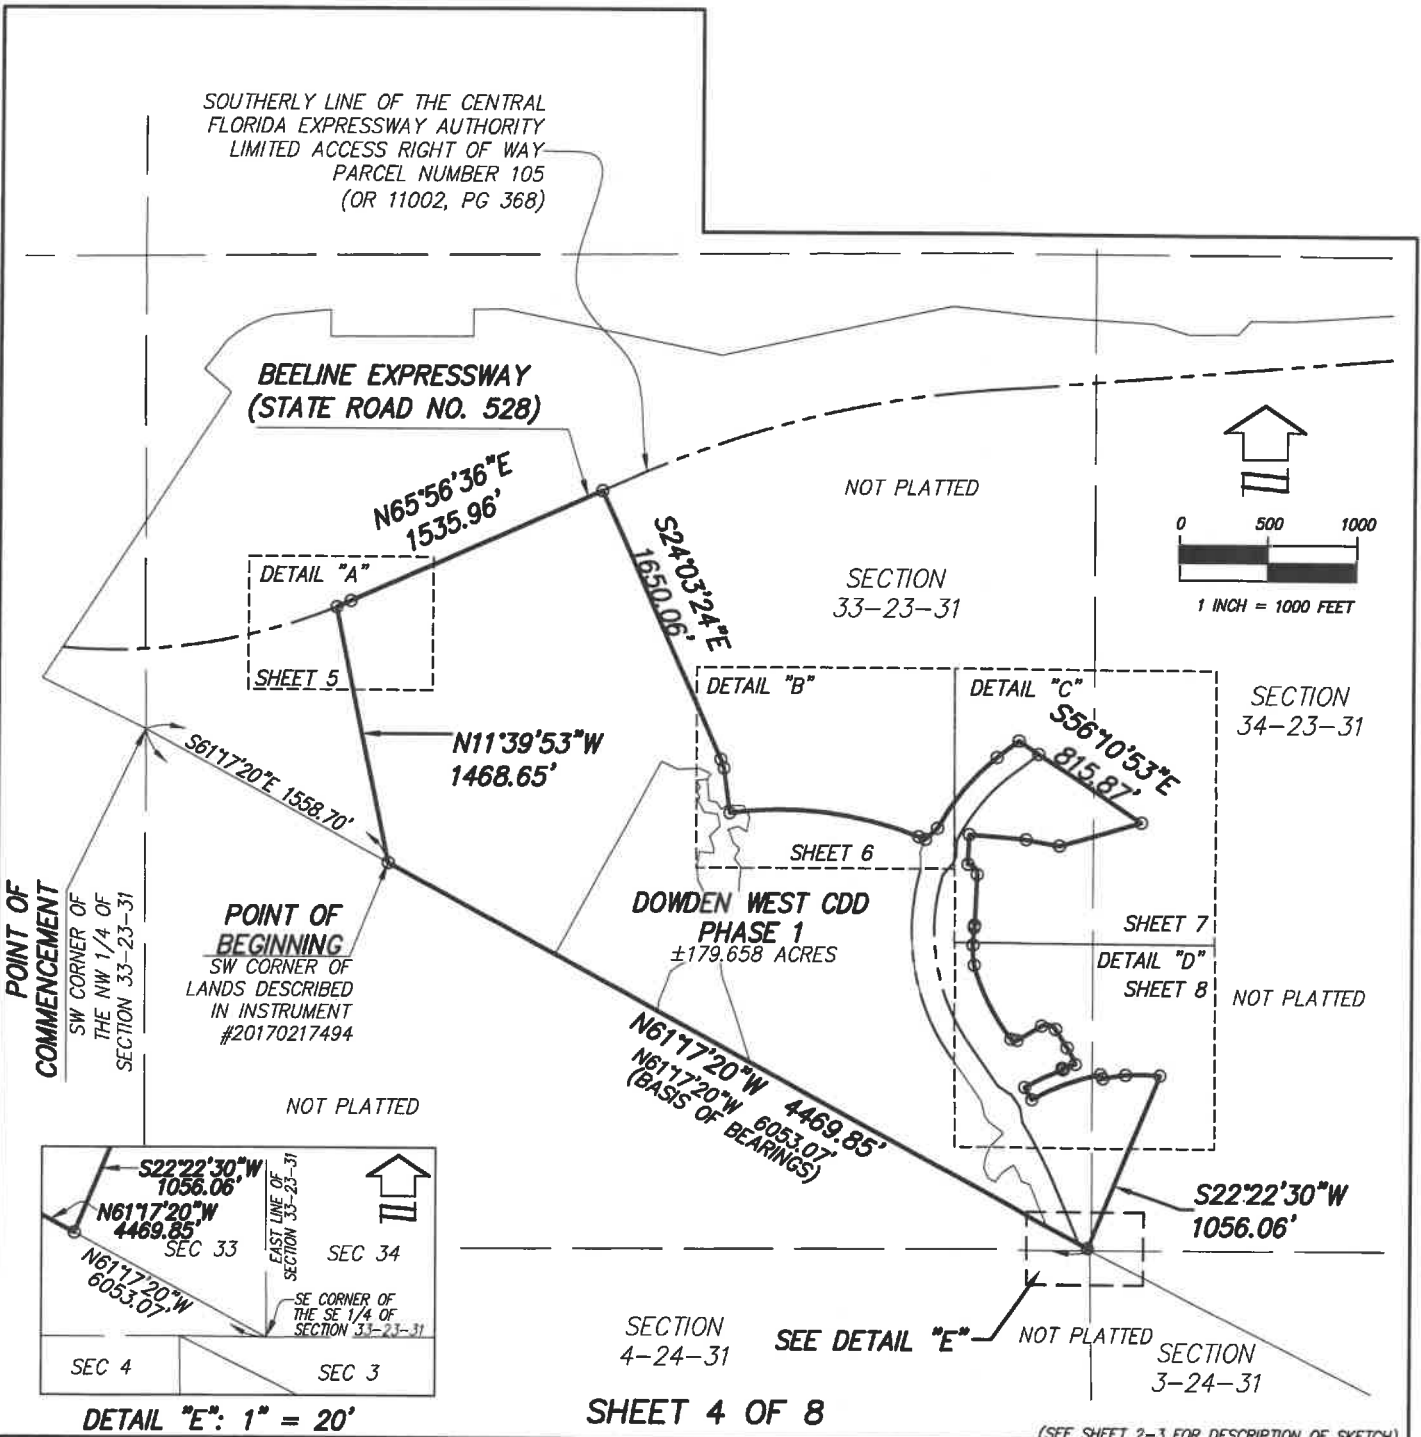 SOUTHERLY LINE OF THE CENTRAL
FLORIDA EXPRESSWAY AUTHORITY
LIMITED ACCESS RIGHT OF WAY
PARCEL NUMBER 105
(OR 11002, PG 368)
BEELINE EXPRESSWAY
(STATE ROAD NO. 528)
N65°56'36"E
1535.96'
S24°03'24"E
1650.06'
NOT PLATTED
SECTION
33-23-31
0 500 1000
1 INCH = 1000 FEET
DETAIL "A"
SHEET 5
N11°39'53"W
1468.65'
S61°17'20"E 1558.70'
DETAIL "B"
SHEET 6
DETAIL "C"
S56°10'53"E
815.87'
SHEET 7
SECTION
34-23-31
DETAIL "D"
SHEET 8
NOT PLATTED
POINT OF
COMMENCEMENT
SW CORNER OF
THE NW 1/4 OF
SECTION 33-23-31
POINT OF
BEGINNING
SW CORNER OF
LANDS DESCRIBED
IN INSTRUMENT
#20170217494
DOWDEN WEST CDD
PHASE 1
±179.658 ACRES
N61°17'20"W 4469.85'
N61°17'20"W 6053.07'
(BASIS OF BEARINGS)
NOT PLATTED
S22°22'30"W
1056.06'
S22°22'30"W
1056.06'
N61°17'20"W
4469.85'
SEC 33
EAST LINE OF
SECTION 33-23-31
SEC 34
N61°17'20"W
6053.07'
SE CORNER OF
THE SE 1/4 OF
SECTION 33-23-31
SEC 4
SEC 3
DETAIL "E": 1" = 20'
SECTION
4-24-31
SEE DETAIL "E"
NOT PLATTED
SECTION
3-24-31
SHEET 4 OF 8
(SEE SHEET 2-3 FOR DESCRIPTION OF SKETCH)